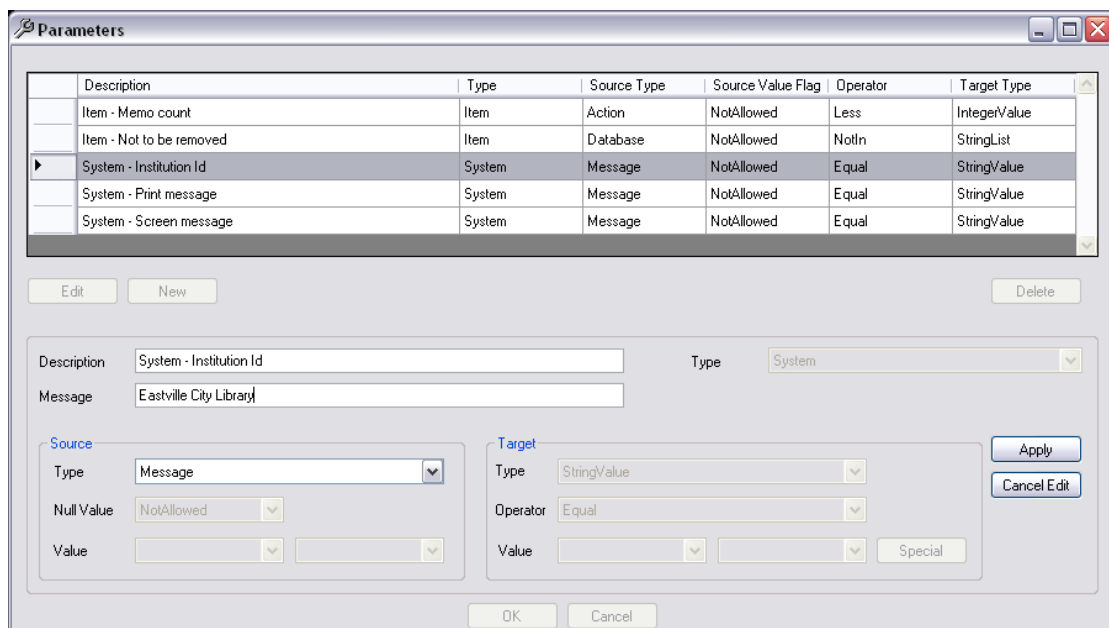 Parameters
Description Type Source Type Source Value Flag Operator Target Type
Item - Memo count Item Action NotAllowed Less IntegerValue
Item - Not to be removed Item Database NotAllowed NotIn StringList
System - Institution Id System Message NotAllowed Equal StringValue
System - Print message System Message NotAllowed Equal StringValue
System - Screen message System Message NotAllowed Equal StringValue
Edit New Delete
Description System - Institution Id Type System
Message Eastville City Library
Source Target
Apply
Type Message Type StringValue
Cancel Edit
Null Value NotAllowed Operator Equal
Value Value Special
OK Cancel